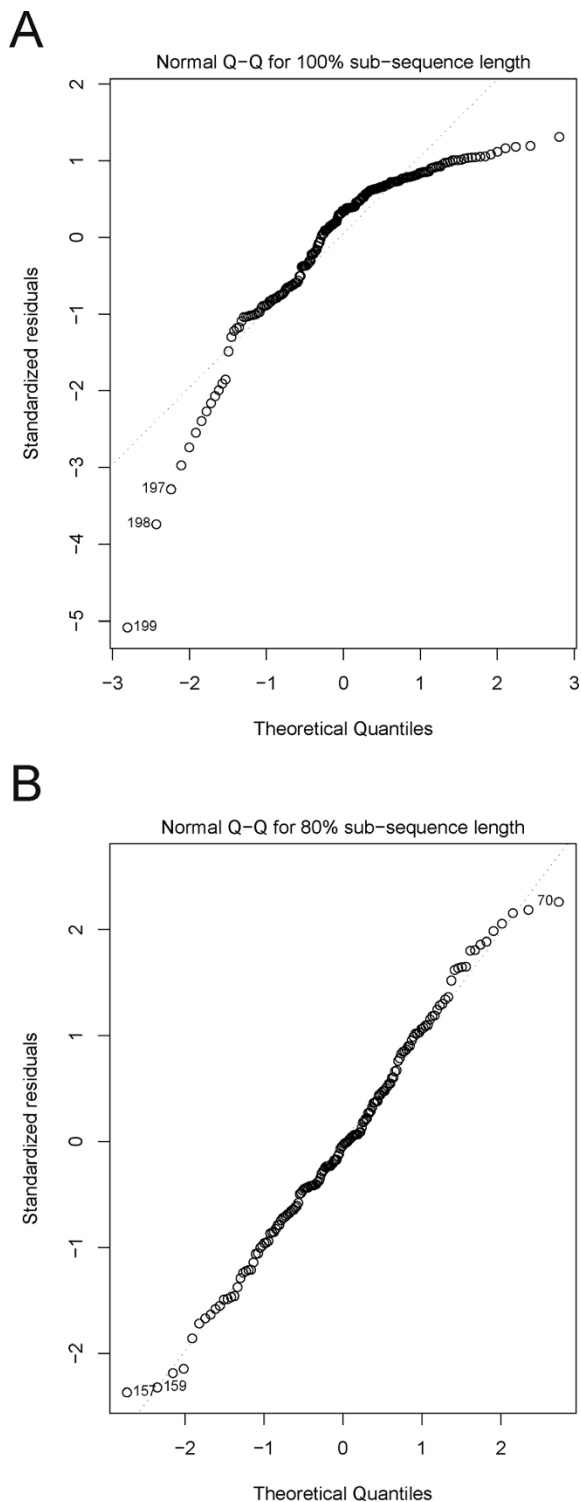 A
Normal Q-Q for 100% sub-sequence length
2
1
0
-1
-2
-3
-4
-5
Standardized residuals
197
198
199
-3 -2 -1 0 1 2 3
Theoretical Quantiles
B
Normal Q-Q for 80% sub-sequence length
2
1
0
-1
-2
Standardized residuals
70
157 159
-2 -1 0 1 2
Theoretical Quantiles